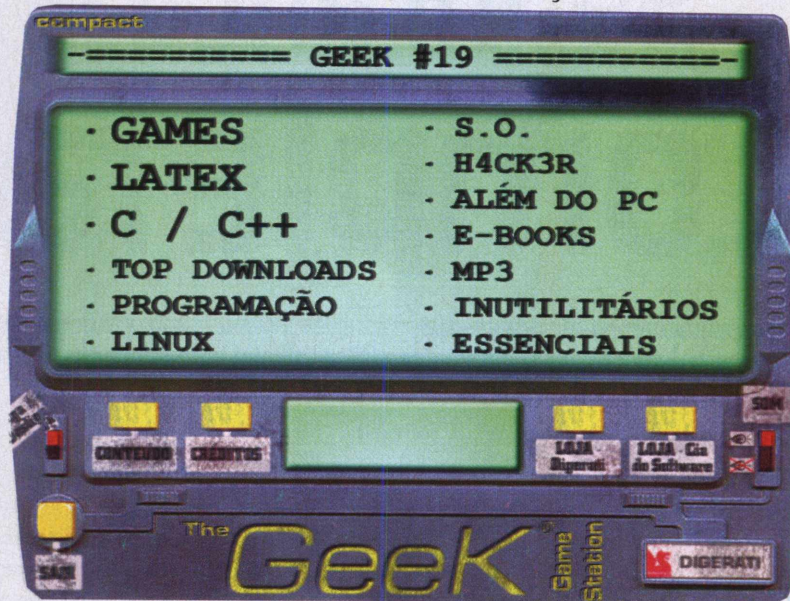 compact
-=========== GEEK #19 ============-
· GAMES
· LATEX
· C / C++
· TOP DOWNLOADS
· PROGRAMAÇÃO
· LINUX
· S.O.
· H4CK3R
· ALÉM DO PC
· E-BOOKS
· MP3
· INUTILITÁRIOS
· ESSENCIAIS
SOM
CONTEÚDO
CRÉDITOS
LOJA
Digerati
LOJA - Cia
do Software
SAIR
The GeeK
Game
Station
DIGERATI